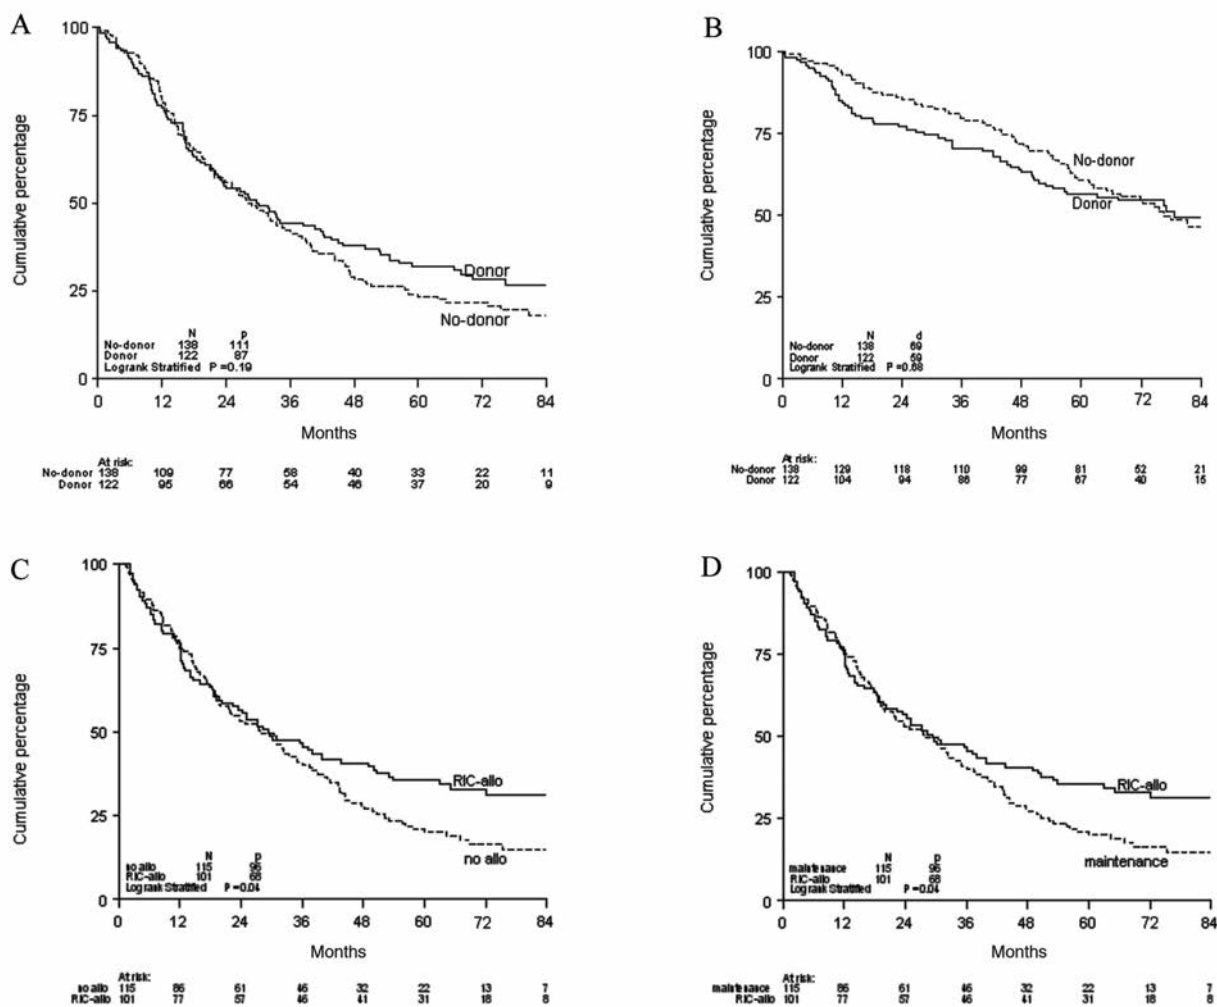 A
Cumulative percentage
100
75
50
25
0
Donor
No-donor
N p
No-donor 138 111
Donor 122 87
Logrank Stratified P =0.19
0 12 24 36 48 60 72 84
Months
At risk:
No-donor 138 109 77 58 40 33 22 11
Donor 122 95 66 54 46 37 20 9
B
Cumulative percentage
100
75
50
25
0
No-donor
Donor
N d
No-donor 138 69
Donor 122 59
Logrank Stratified P =0.68
0 12 24 36 48 60 72 84
Months
At risk:
No-donor 138 129 118 110 99 81 52 21
Donor 122 104 94 86 77 67 40 15
C
Cumulative percentage
100
75
50
25
0
RIC-allo
no allo
N p
no allo 115 96
RIC-allo 101 68
Logrank Stratified P =0.04
0 12 24 36 48 60 72 84
Months
At risk:
no allo 115 86 61 46 32 22 13 7
RIC-allo 101 77 57 46 41 31 18 8
D
Cumulative percentage
100
75
50
25
0
RIC-allo
maintenance
N p
maintenance 115 96
RIC-allo 101 68
Logrank Stratified P =0.04
0 12 24 36 48 60 72 84
Months
At risk:
maintenance 115 86 61 46 32 22 13 7
RIC-allo 101 77 57 46 41 31 18 8